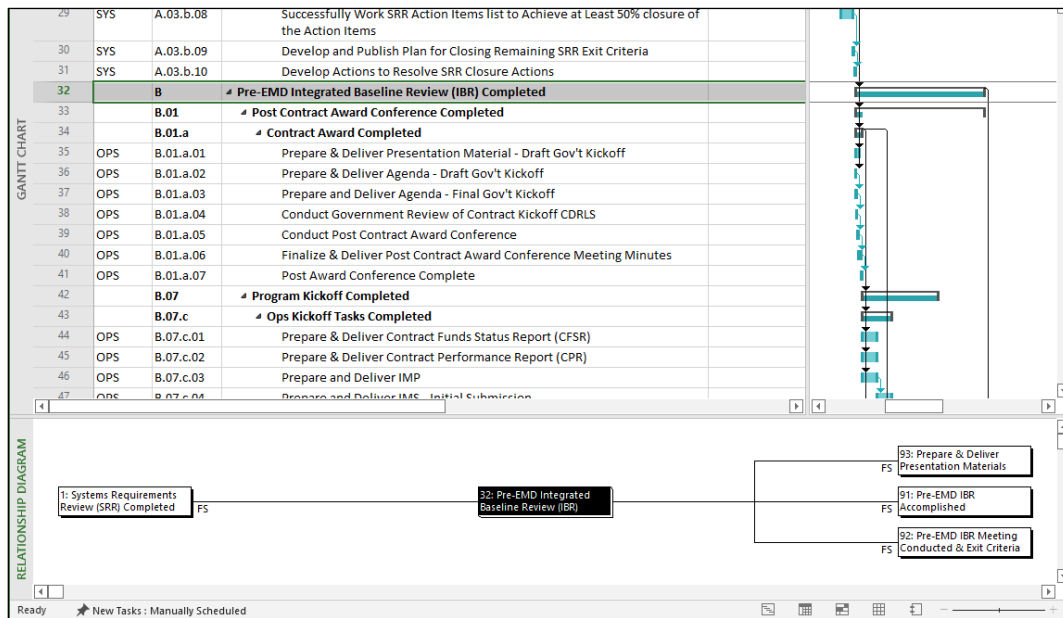 GANTT CHART
29 SYS A.03.b.08 Successfully Work SRR Action Items list to Achieve at Least 50% closure of
the Action Items
30 SYS A.03.b.09 Develop and Publish Plan for Closing Remaining SRR Exit Criteria
31 SYS A.03.b.10 Develop Actions to Resolve SRR Closure Actions
32 B Pre-EMD Integrated Baseline Review (IBR) Completed
33 B.01 Post Contract Award Conference Completed
34 B.01.a Contract Award Completed
35 OPS B.01.a.01 Prepare & Deliver Presentation Material - Draft Gov't Kickoff
36 OPS B.01.a.02 Prepare & Deliver Agenda - Draft Gov't Kickoff
37 OPS B.01.a.03 Prepare and Deliver Agenda - Final Gov't Kickoff
38 OPS B.01.a.04 Conduct Government Review of Contract Kickoff CDRLS
39 OPS B.01.a.05 Conduct Post Contract Award Conference
40 OPS B.01.a.06 Finalize & Deliver Post Contract Award Conference Meeting Minutes
41 OPS B.01.a.07 Post Award Conference Complete
42 B.07 Program Kickoff Completed
43 B.07.c Ops Kickoff Tasks Completed
44 OPS B.07.c.01 Prepare & Deliver Contract Funds Status Report (CFSR)
45 OPS B.07.c.02 Prepare & Deliver Contract Performance Report (CPR)
46 OPS B.07.c.03 Prepare and Deliver IMP
47 OPS B.07.c.04 Prepare and Deliver IMS - Initial Submission
RELATIONSHIP DIAGRAM
1: Systems Requirements
Review (SRR) Completed
FS
32: Pre-EMD Integrated
Baseline Review (IBR)
93: Prepare & Deliver
Presentation Materials
FS
91: Pre-EMD IBR
Accomplished
FS
92: Pre-EMD IBR Meeting
Conducted & Exit Criteria
FS
Ready New Tasks : Manually Scheduled